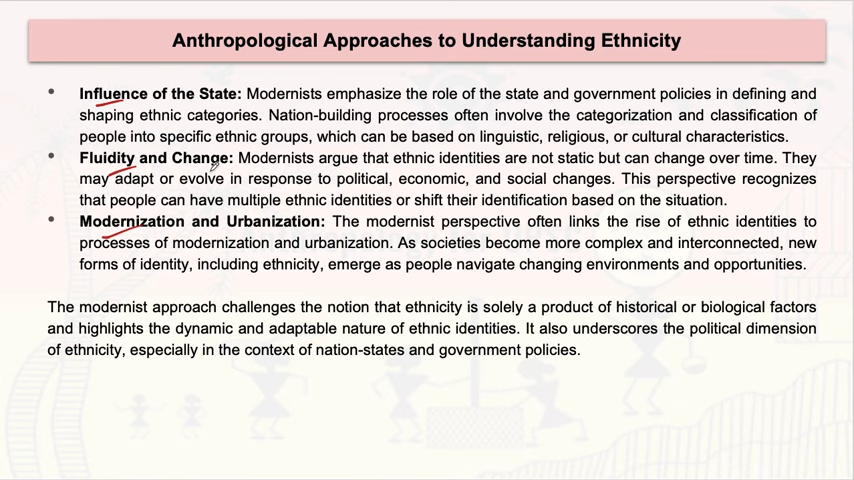 Anthropological Approaches to Understanding Ethnicity
• Influence of the State: Modernists emphasize the role of the state and government policies in defining and
shaping ethnic categories. Nation-building processes often involve the categorization and classification of
people into specific ethnic groups, which can be based on linguistic, religious, or cultural characteristics.
• Fluidity and Change: Modernists argue that ethnic identities are not static but can change over time. They
may adapt or evolve in response to political, economic, and social changes. This perspective recognizes
that people can have multiple ethnic identities or shift their identification based on the situation.
• Modernization and Urbanization: The modernist perspective often links the rise of ethnic identities to
processes of modernization and urbanization. As societies become more complex and interconnected, new
forms of identity, including ethnicity, emerge as people navigate changing environments and opportunities.
The modernist approach challenges the notion that ethnicity is solely a product of historical or biological factors
and highlights the dynamic and adaptable nature of ethnic identities. It also underscores the political dimension
of ethnicity, especially in the context of nation-states and government policies.